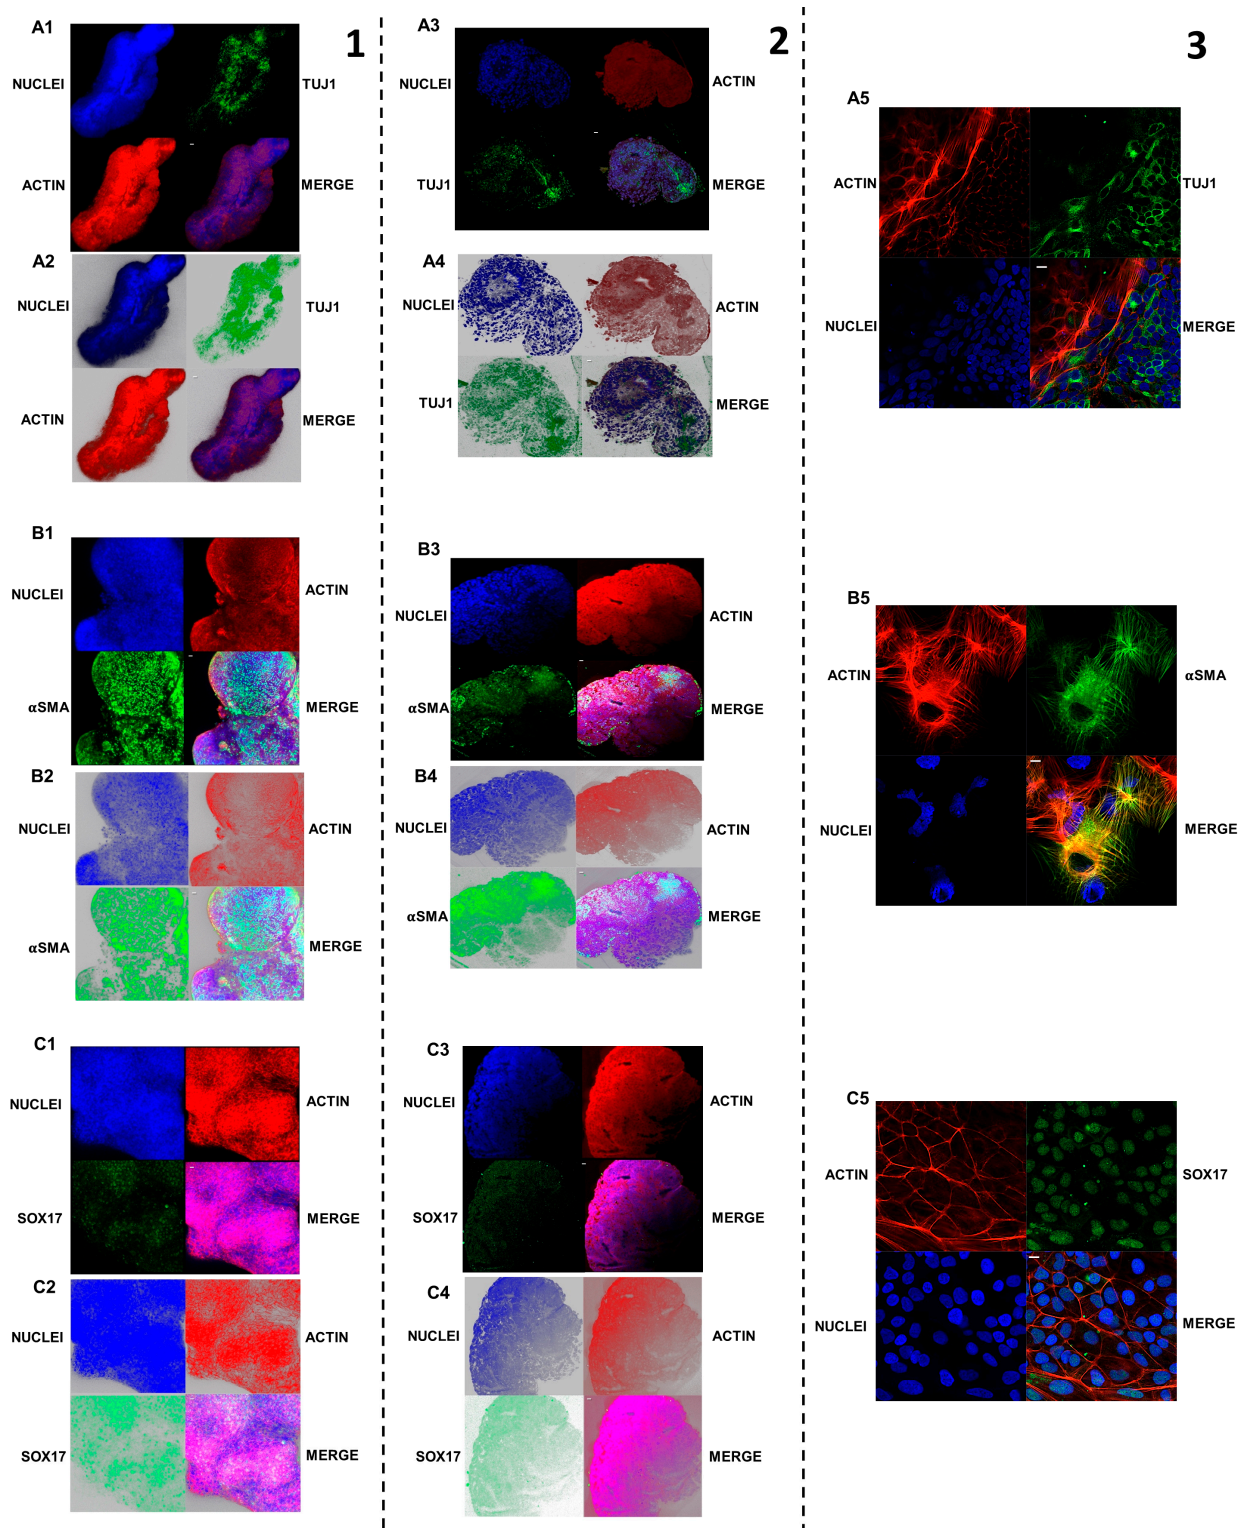 1
A1
NUCLEI
TUJ1
ACTIN
MERGE
A2
NUCLEI
TUJ1
ACTIN
MERGE
B1
NUCLEI
ACTIN
αSMA
MERGE
B2
NUCLEI
ACTIN
αSMA
MERGE
C1
NUCLEI
ACTIN
SOX17
MERGE
C2
NUCLEI
ACTIN
SOX17
MERGE
2
A3
NUCLEI
ACTIN
TUJ1
MERGE
A4
NUCLEI
ACTIN
TUJ1
MERGE
B3
NUCLEI
ACTIN
αSMA
MERGE
B4
NUCLEI
ACTIN
αSMA
MERGE
C3
NUCLEI
ACTIN
SOX17
MERGE
C4
NUCLEI
ACTIN
SOX17
MERGE
3
A5
ACTIN
TUJ1
NUCLEI
MERGE
B5
ACTIN
αSMA
NUCLEI
MERGE
C5
ACTIN
SOX17
NUCLEI
MERGE